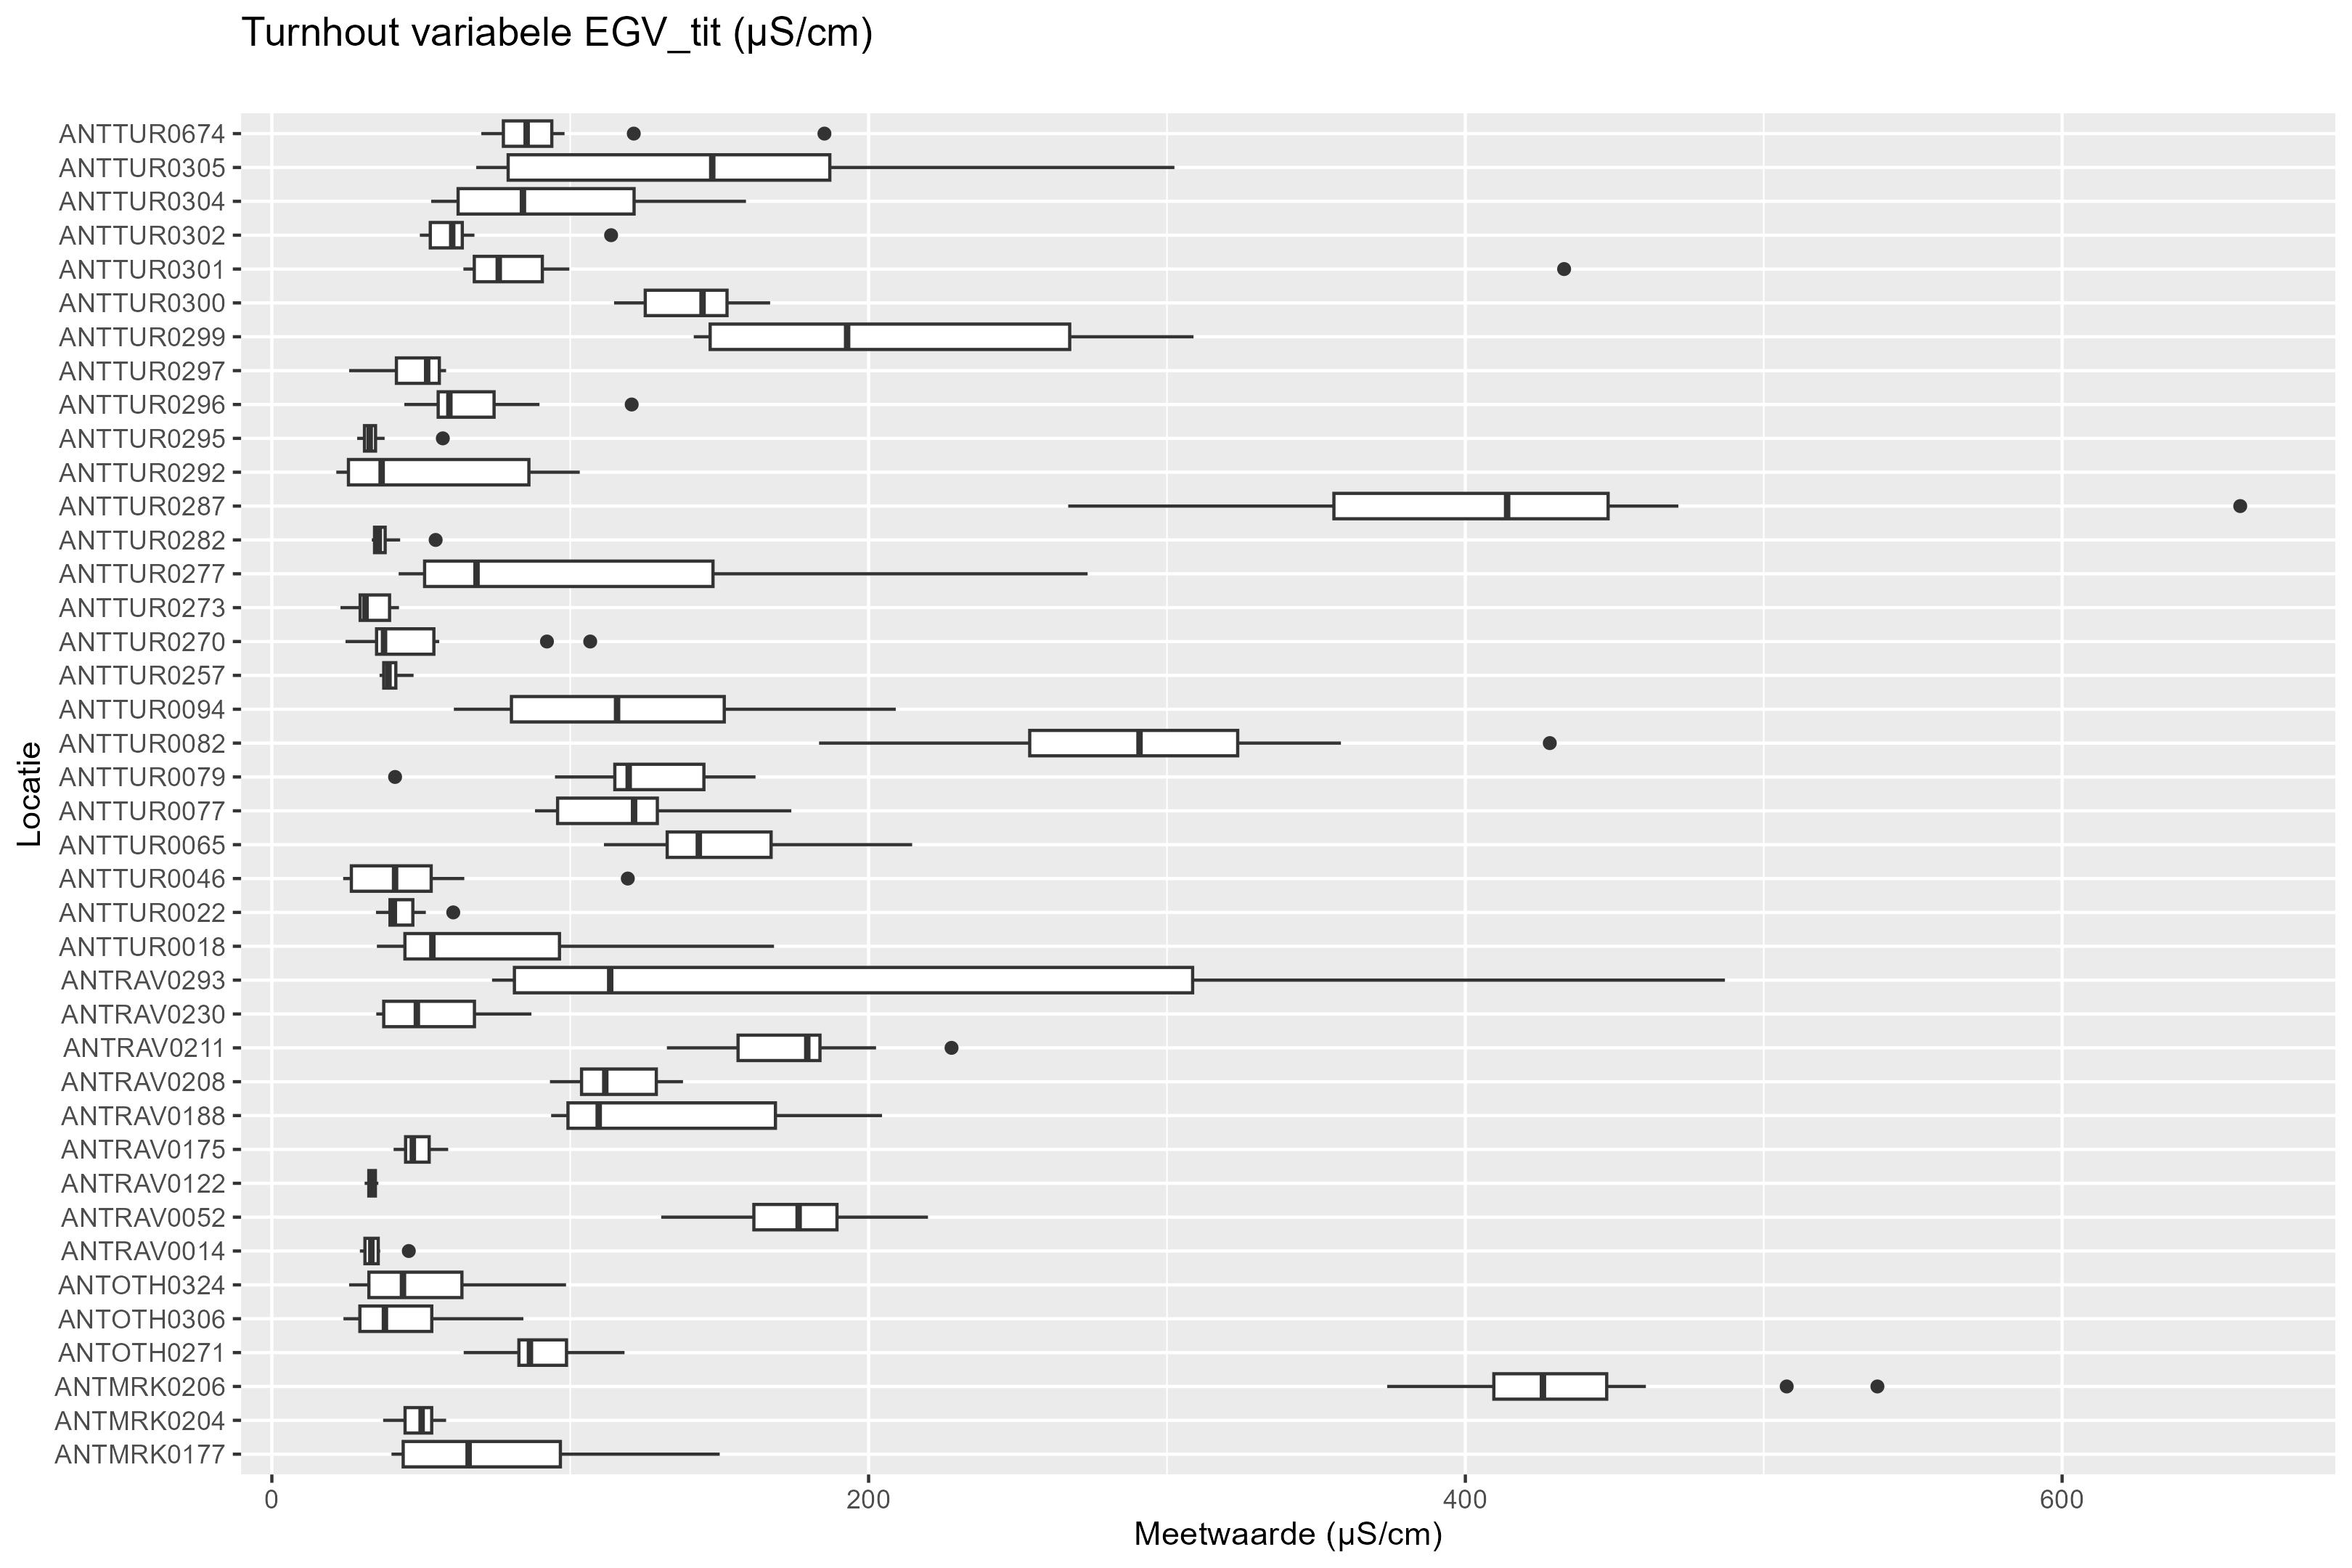 Turnhout variabele EGV_tit (µS/cm)
ANTTUR0674
ANTTUR0305
ANTTUR0304
ANTTUR0302
ANTTUR0301
ANTTUR0300
ANTTUR0299
ANTTUR0297
ANTTUR0296
ANTTUR0295
ANTTUR0292
ANTTUR0287
ANTTUR0282
ANTTUR0277
ANTTUR0273
ANTTUR0270
ANTTUR0257
ANTTUR0094
ANTTUR0082
ANTTUR0079
ANTTUR0077
ANTTUR0065
ANTTUR0046
ANTTUR0022
ANTTUR0018
ANTRAV0293
ANTRAV0230
ANTRAV0211
ANTRAV0208
ANTRAV0188
ANTRAV0175
ANTRAV0122
ANTRAV0052
ANTRAV0014
ANTOTH0324
ANTOTH0306
ANTOTH0271
ANTMRK0206
ANTMRK0204
ANTMRK0177
Locatie
0 200 400 600
Meetwaarde (µS/cm)